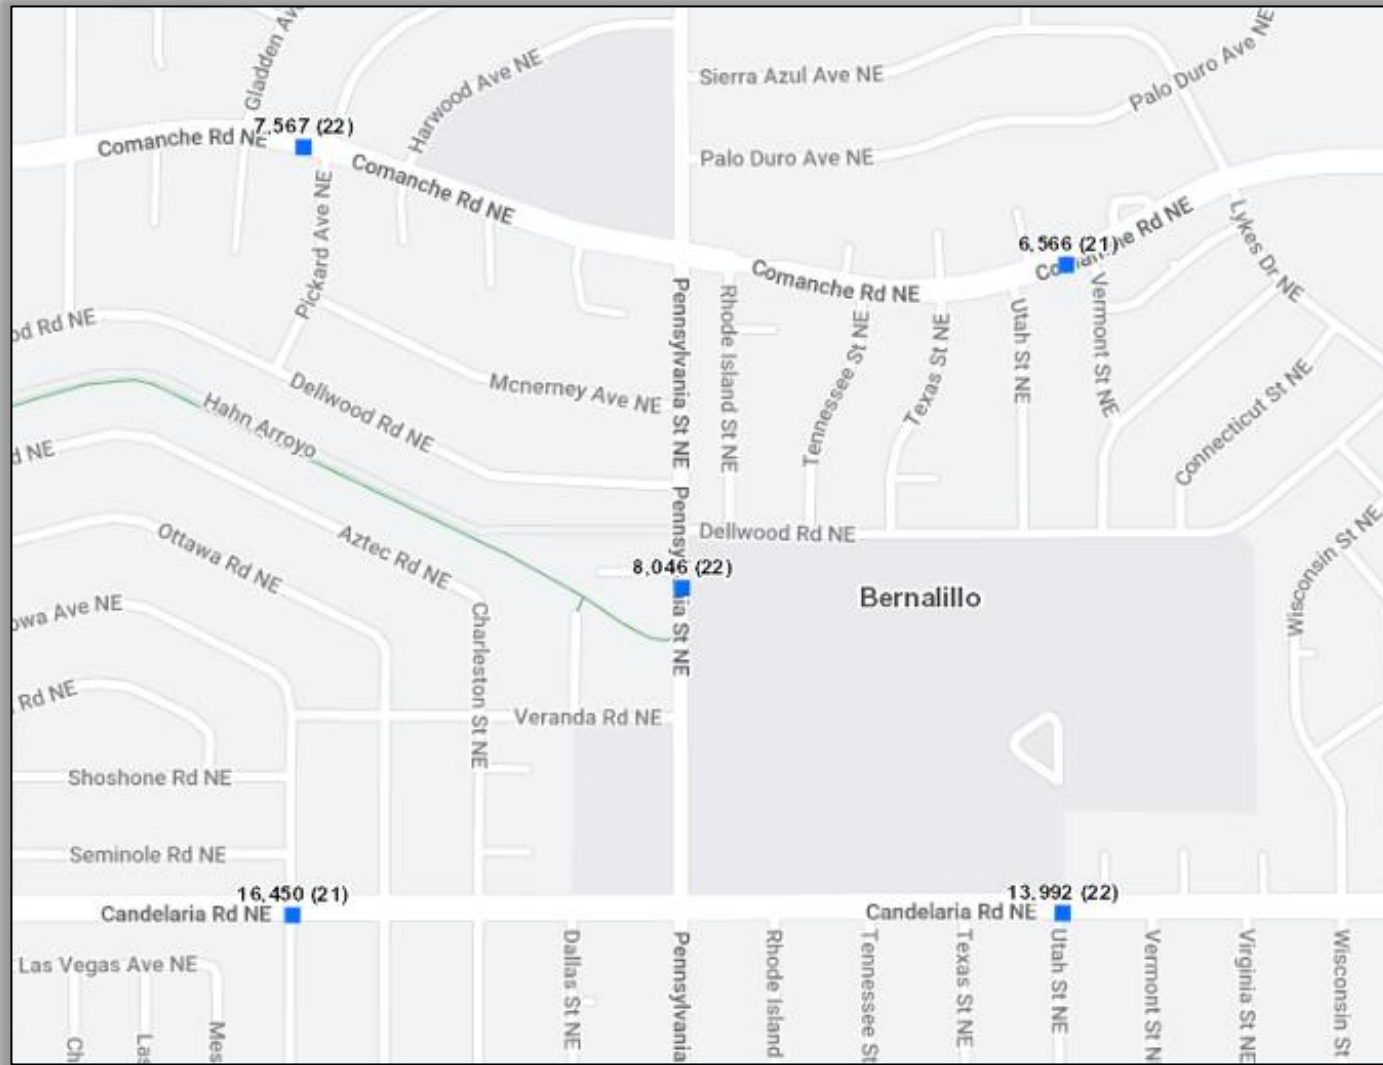 Gladden Av
Harwood Ave NE
Sierra Azul Ave NE
Palo Duro Ave NE
7,567 (22)
Comanche Rd NE
Comanche Rd NE
Palo Duro Ave NE
Pickard Ave NE
6,566 (21)
Lykes Dr NE
Comanche Rd NE
Pennsylvania St NE
Rhode Island St NE
Tennessee St NE
Texas St NE
Utah St NE
Vermont St NE
od Rd NE
Dellwood Rd NE
Mcnerney Ave NE
Hahn Arroyo
Connecticut St NE
d NE
Ottawa Rd NE
Aztec Rd NE
Dellwood Rd NE
8,046 (22)
Bernalillo
Wisconsin St NE
owa Ave NE
Charleston St NE
Rd NE
Veranda Rd NE
Shoshone Rd NE
Seminole Rd NE
16,450 (21)
13,992 (22)
Candelaria Rd NE
Candelaria Rd NE
Las Vegas Ave NE
Dallas St NE
Pennsylvania
Rhode Island
Tennessee St
Texas St NE
Utah St NE
Vermont St N
Virginia St NE
Wisconsin St
Ch
Las
Mes